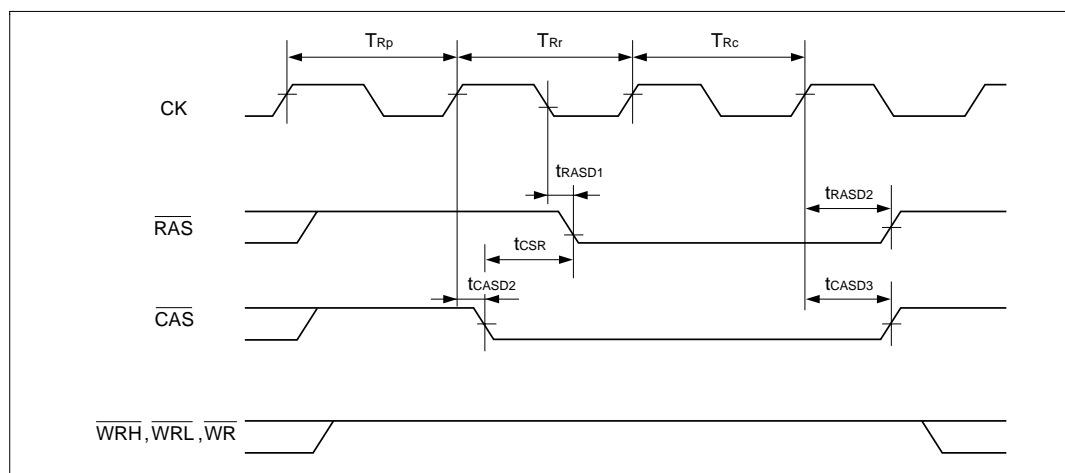 TRp TRr TRc
CK
tRASD1
tRASD2
RAS
tCSR
tCASD2
tCASD3
CAS
WRH,WRL,WR